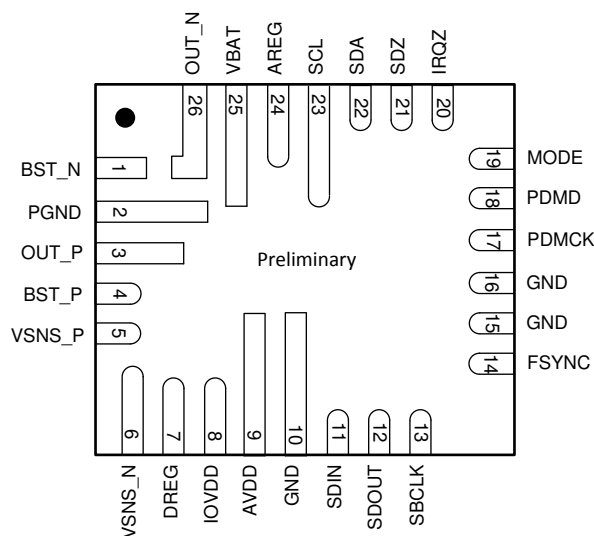 OUT_N
VBAT
AREG
SCL
SDA
SDZ
IRQZ
26
25
24
23
22
21
20
BST_N
1
PGND
2
OUT_P
3
BST_P
4
VSNS_P
5
Preliminary
19
MODE
18
PDMD
17
PDMCK
16
GND
15
GND
14
FSYNC
6
7
8
9
10
11
12
13
VSNS_N
DREG
IOVDD
AVDD
GND
SDIN
SDOUT
SBCLK